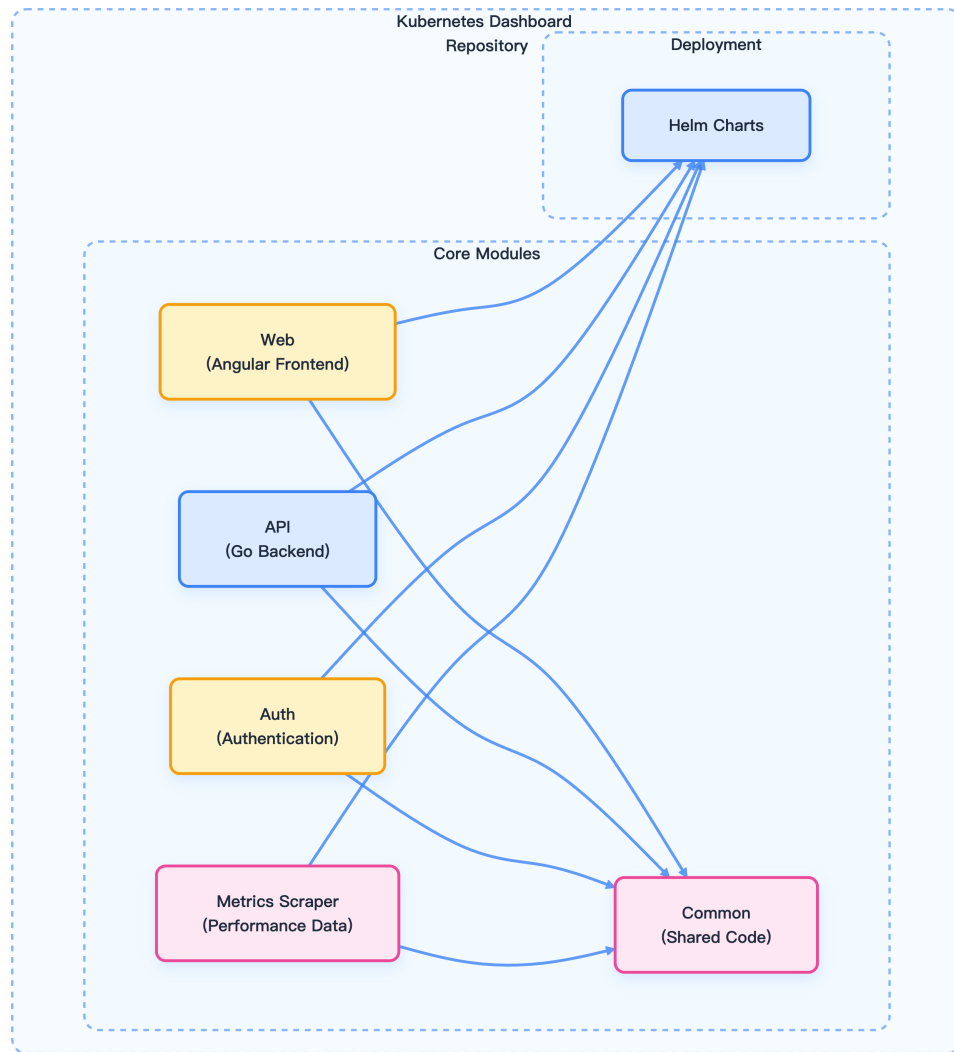 Kubernetes Dashboard
Repository
Deployment
Helm Charts
Core Modules
Web
(Angular Frontend)
API
(Go Backend)
Auth
(Authentication)
Metrics Scraper
(Performance Data)
Common
(Shared Code)